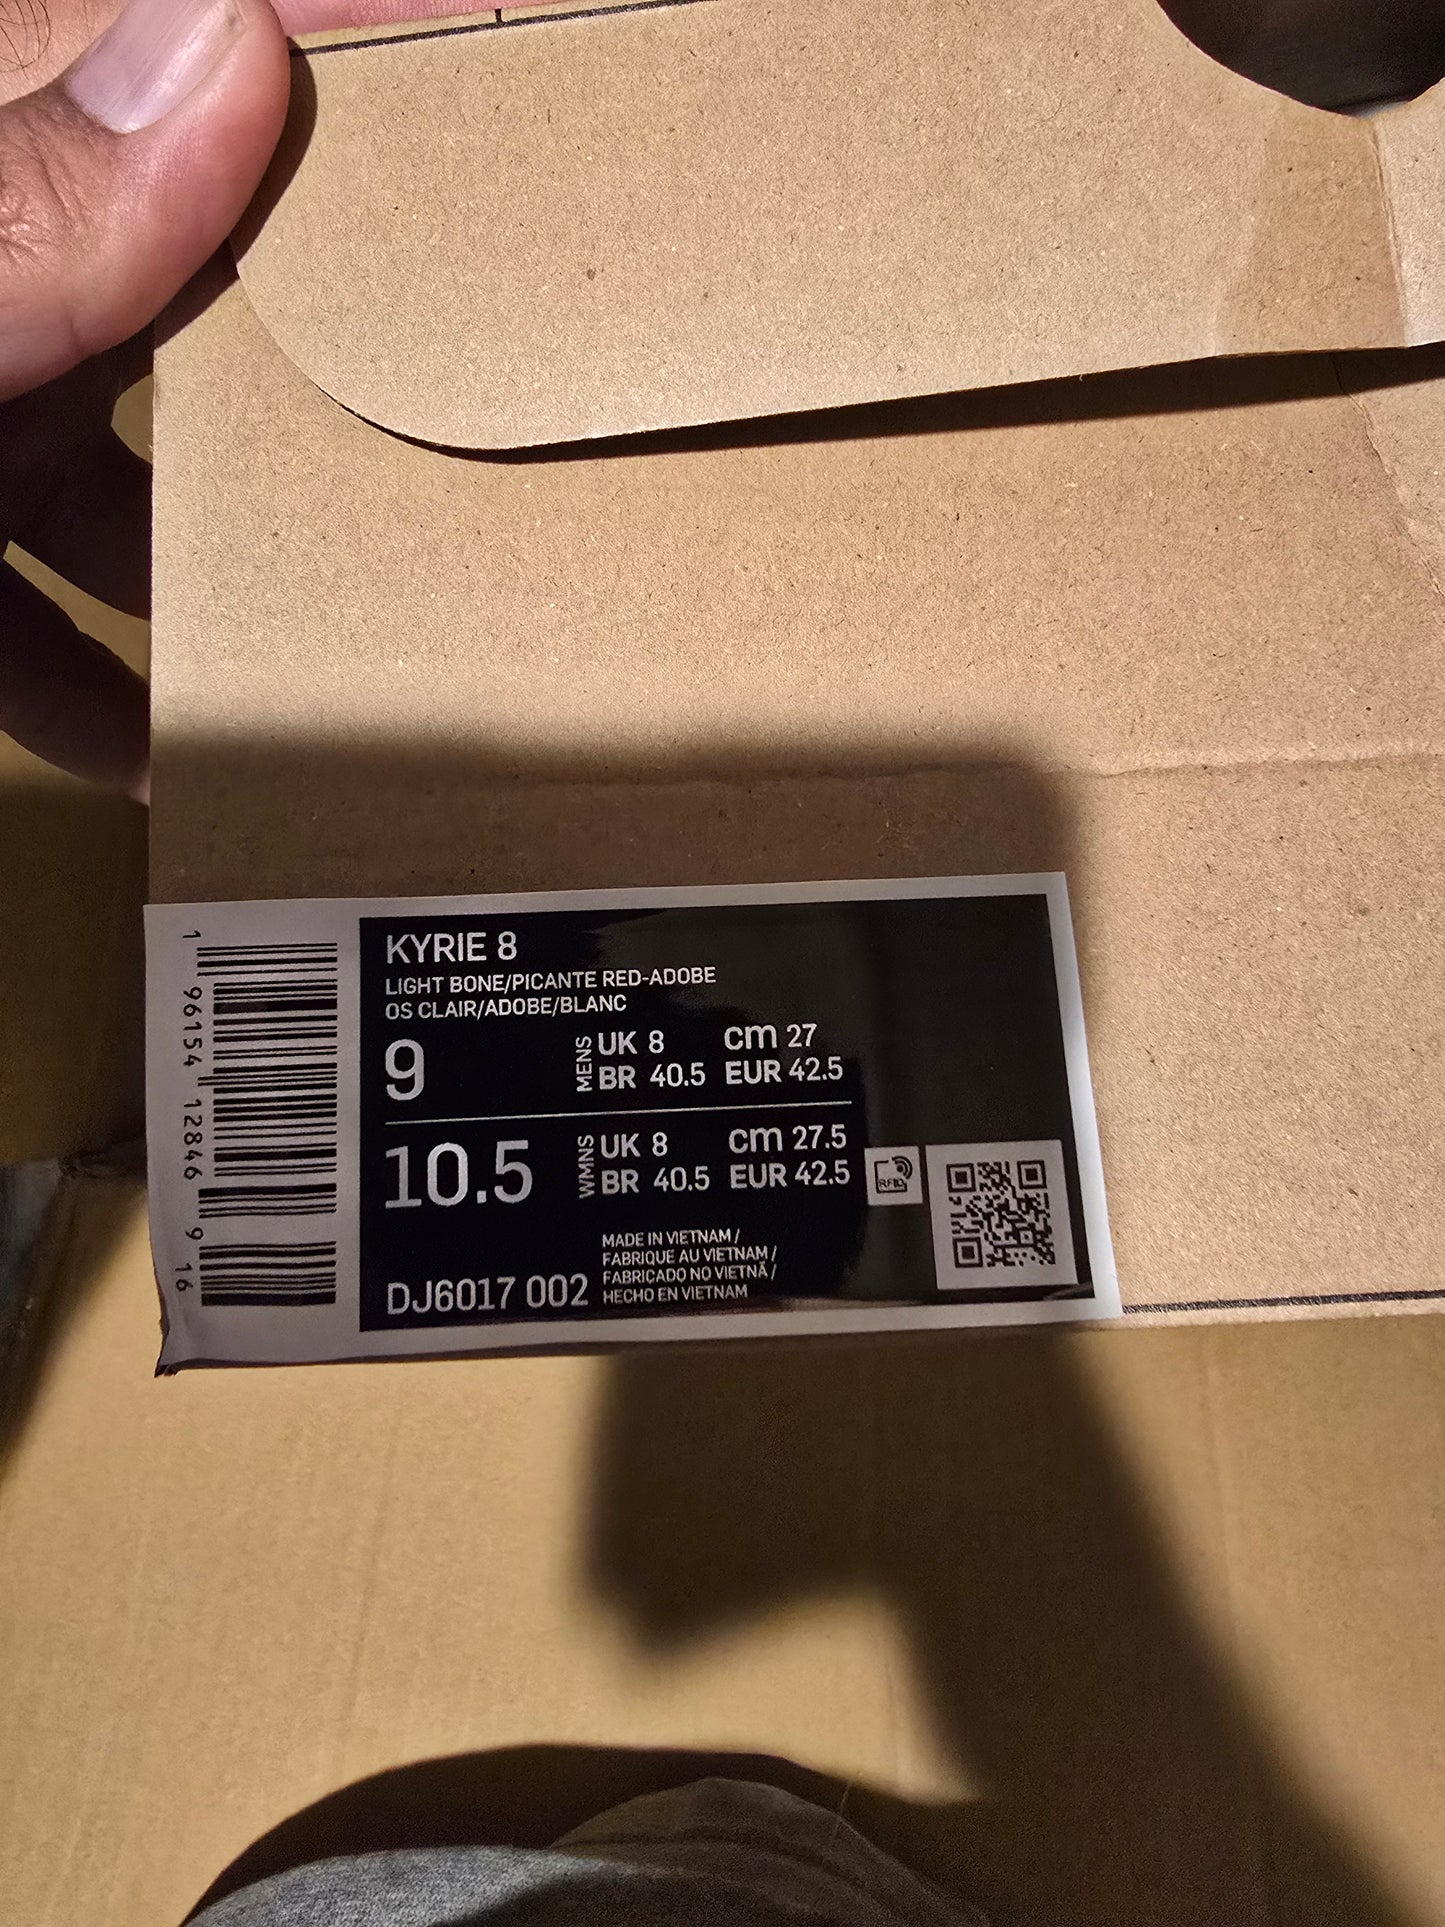 KYRIE 8
LIGHT BONE/PICANTE RED-ADOBE
OS CLAIR/ADOBE/BLANC
9 MENS UK 8 cm 27
BR 40.5 EUR 42.5
10.5 WMNS UK 8 cm 27.5
BR 40.5 EUR 42.5
RFID
MADE IN VIETNAM /
FABRIQUE AU VIETNAM /
FABRICADO NO VIETNÃ /
HECHO EN VIETNAM
DJ6017 002
1 96154 12846 9 16